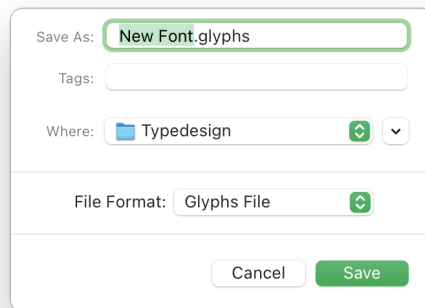 Save As: New Font.glyphs
Tags:
Where: Typedesign
File Format: Glyphs File
Cancel Save